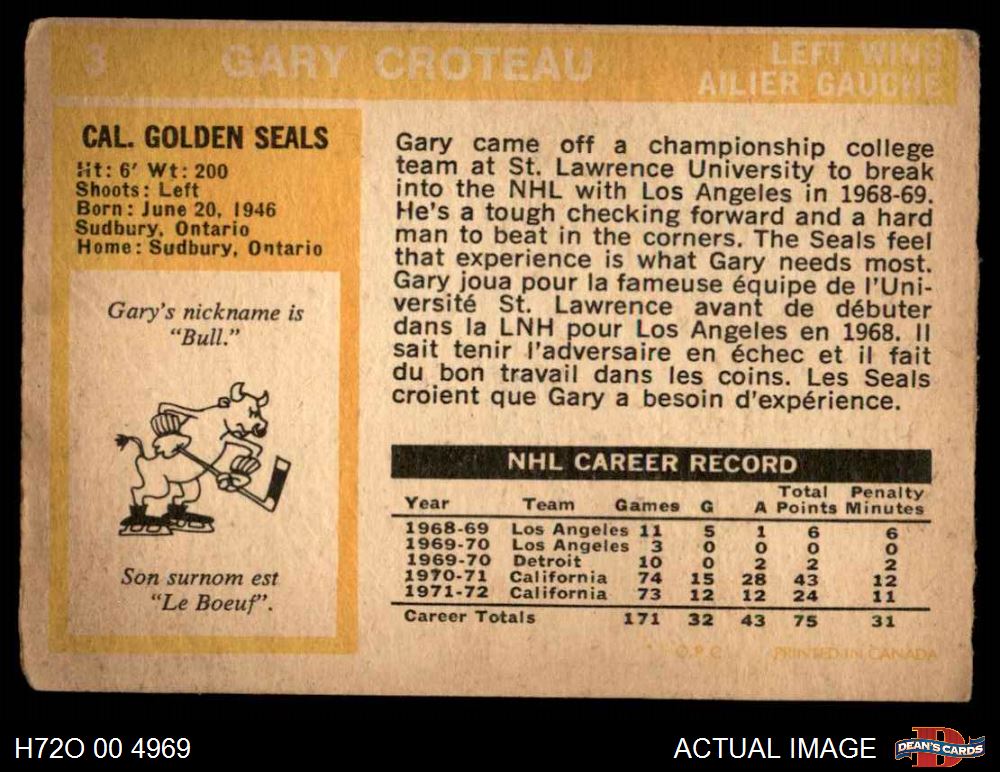 3 GARY CROTEAU LEFT WING
AILIER GAUCHE
CAL. GOLDEN SEALS
Ht: 6' Wt: 200
Shoots: Left
Born: June 20, 1946
Sudbury, Ontario
Home: Sudbury, Ontario
Gary's nickname is
"Bull."
Son surnom est
"Le Boeuf".
Gary came off a championship college
team at St. Lawrence University to break
into the NHL with Los Angeles in 1968-69.
He's a tough checking forward and a hard
man to beat in the corners. The Seals feel
that experience is what Gary needs most.
Gary joua pour la fameuse équipe de l'Uni-
versité St. Lawrence avant de débuter
dans la LNH pour Los Angeles en 1968. Il
sait tenir l'adversaire en échec et il fait
du bon travail dans les coins. Les Seals
croient que Gary a besoin d'expérience.
NHL CAREER RECORD
Total Penalty
Year Team Games G A Points Minutes
1968-69 Los Angeles 11 5 1 6 6
1969-70 Los Angeles 3 0 0 0 0
1969-70 Detroit 10 0 2 2 2
1970-71 California 74 15 28 43 12
1971-72 California 73 12 12 24 11
Career Totals 171 32 43 75 31
O.P.C. PRINTED IN CANADA
H72O 00 4969 ACTUAL IMAGE DEAN'S CARDS